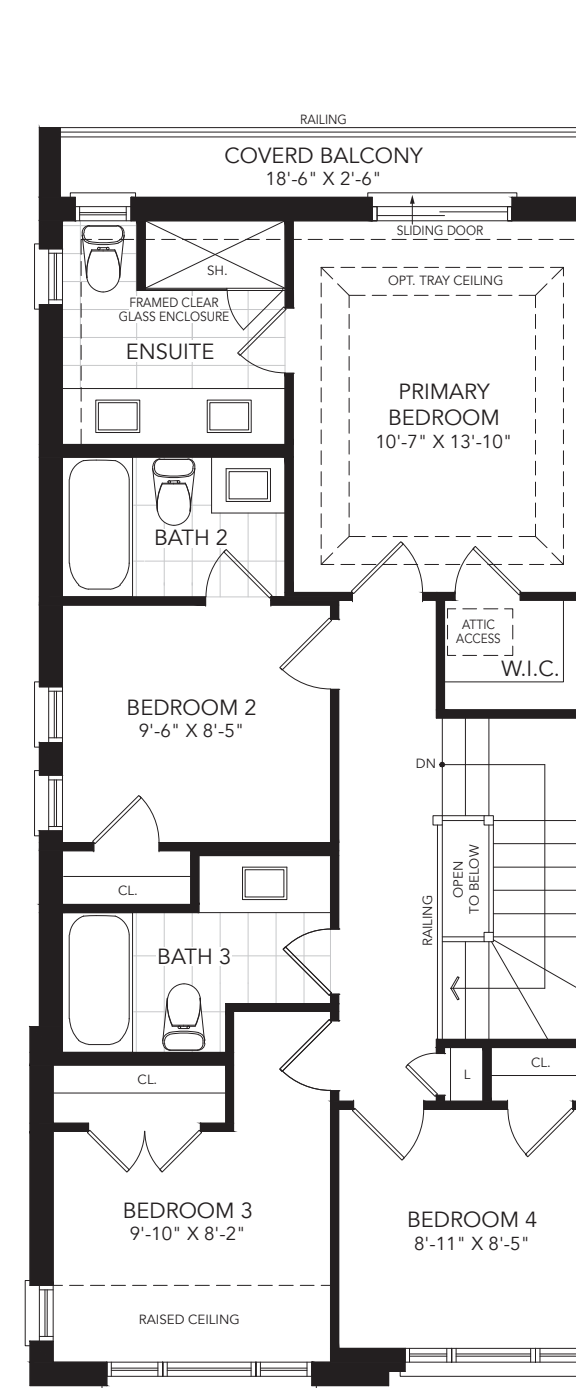 RAILING
COVERD BALCONY
18'-6" X 2'-6"
SLIDING DOOR
SH.
OPT. TRAY CEILING
FRAMED CLEAR
GLASS ENCLOSURE
ENSUITE
PRIMARY
BEDROOM
10'-7" X 13'-10"
BATH 2
ATTIC
ACCESS
W.I.C.
BEDROOM 2
9'-6" X 8'-5"
DN
OPEN
TO BELOW
RAILING
CL.
BATH 3
CL.
L
CL.
BEDROOM 3
9'-10" X 8'-2"
BEDROOM 4
8'-11" X 8'-5"
RAISED CEILING